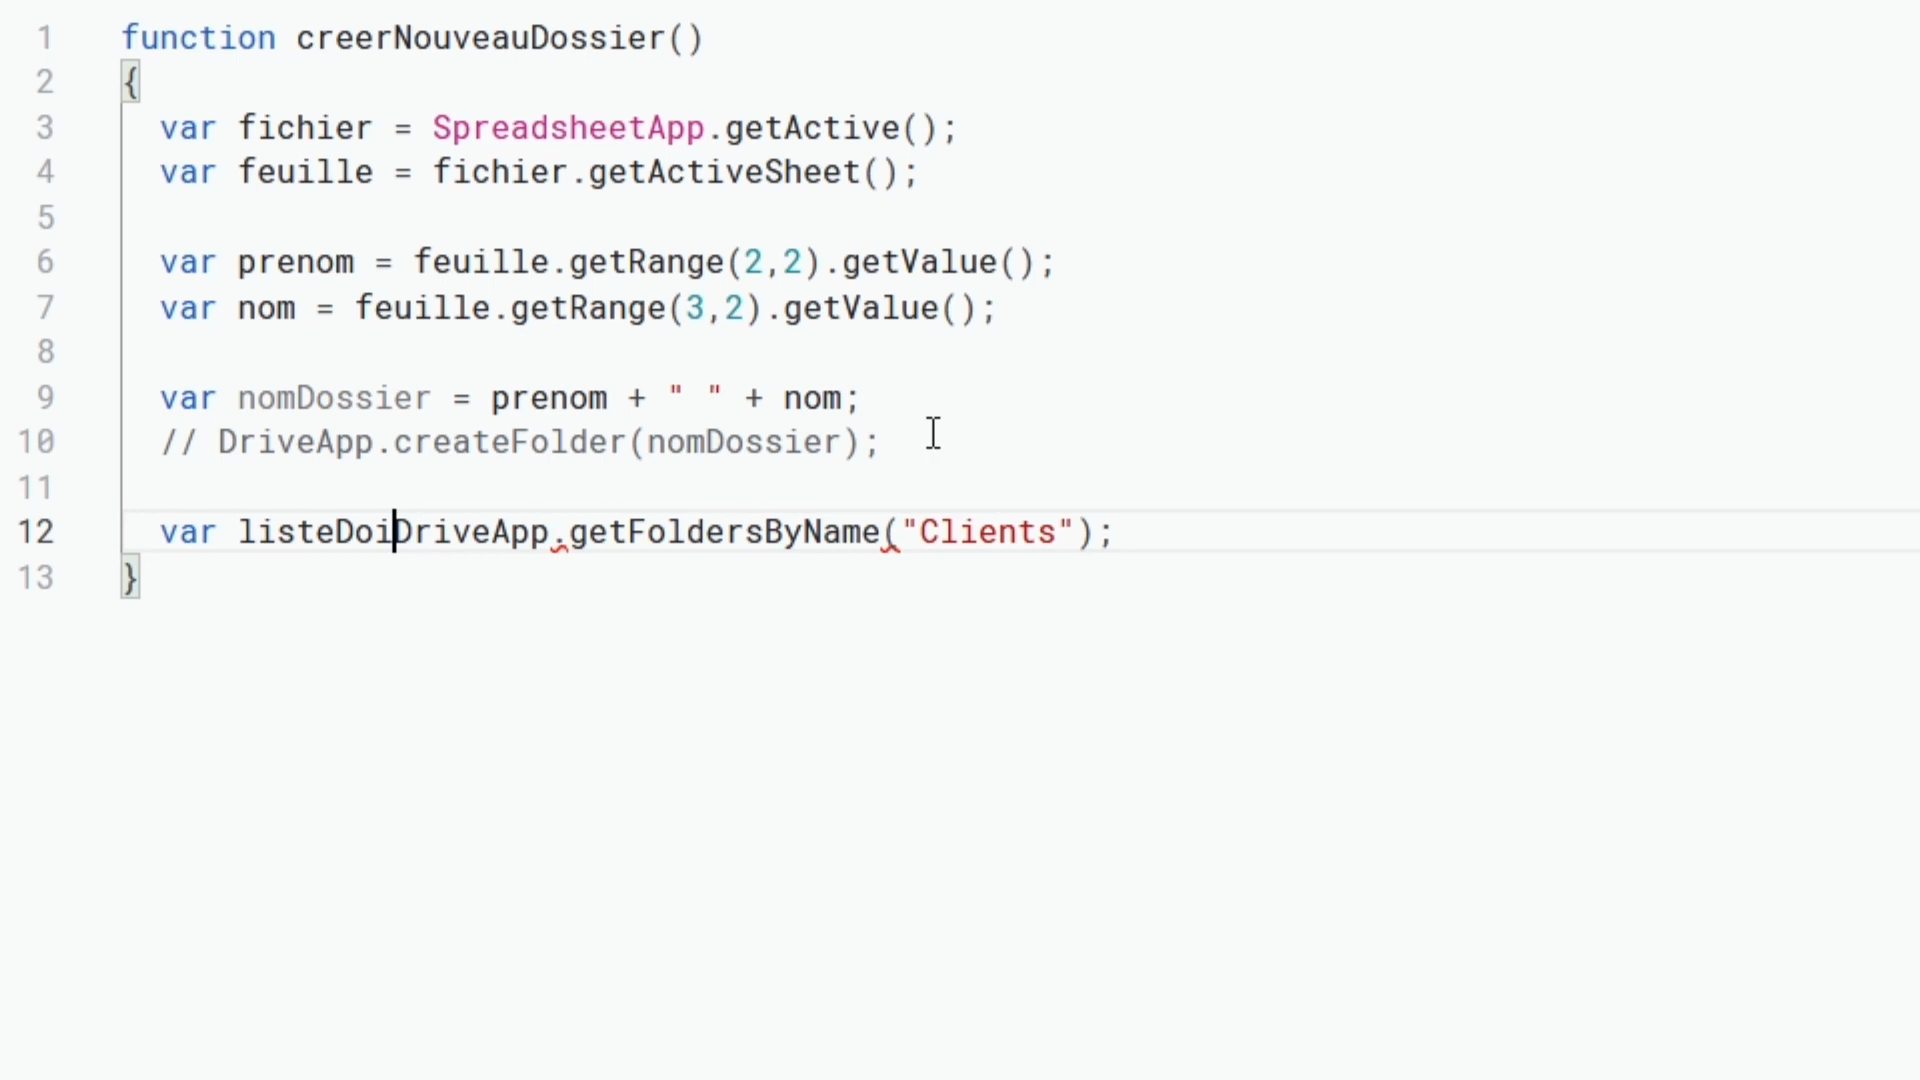 1 function creerNouveauDossier()
2 {
3 var fichier = SpreadsheetApp.getActive();
4 var feuille = fichier.getActiveSheet();
5
6 var prenom = feuille.getRange(2,2).getValue();
7 var nom = feuille.getRange(3,2).getValue();
8
9 var nomDossier = prenom + " " + nom;
10 // DriveApp.createFolder(nomDossier);
11
12 var listeDoiDriveApp.getFoldersByName("Clients");
13 }